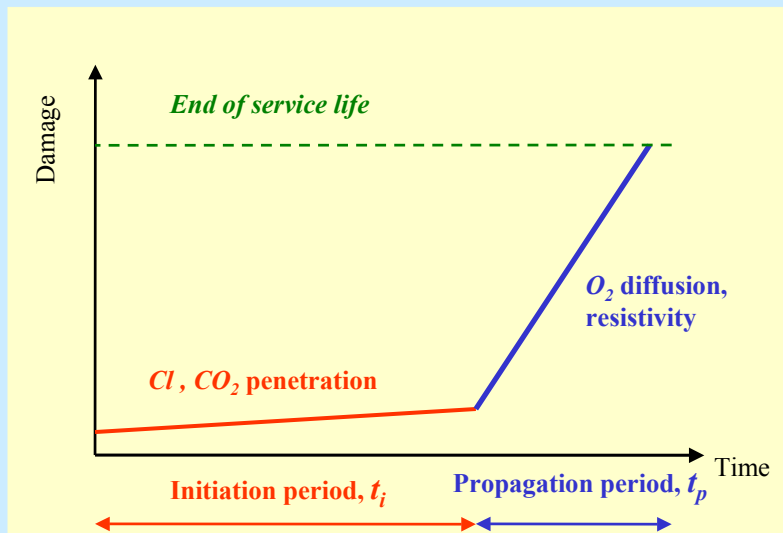 Damage
End of service life
O₂ diffusion,
resistivity
Cl , CO₂ penetration
Time
Initiation period, tᵢ
Propagation period, tₚ